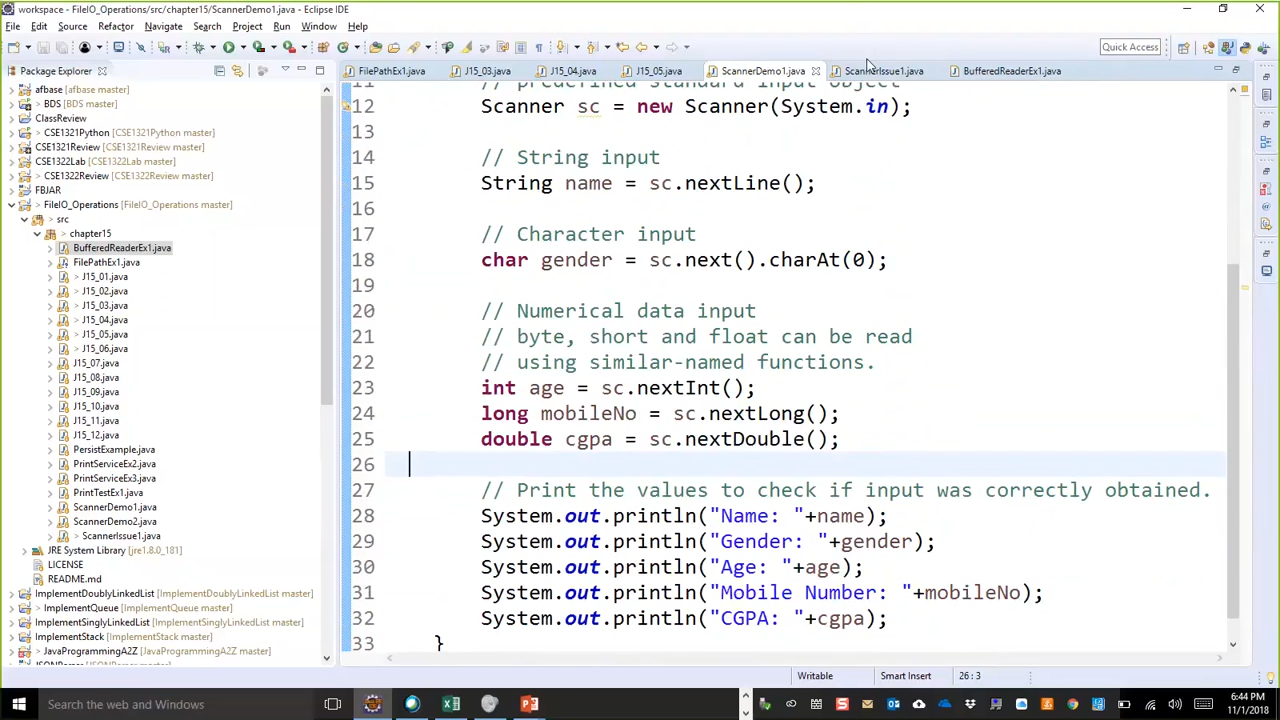 workspace - FileIO_Operations/src/chapter15/ScannerDemo1.java - Eclipse IDE
File Edit Source Refactor Navigate Search Project Run Window Help
Quick Access
Package Explorer
FilePathEx1.java J15_03.java J15_04.java J15_05.java ScannerDemo1.java ScannerIssue1.java BufferedReaderEx1.java
> afbase (afbase master)
> BDS [CSE1322Review master]
ClassReview
> CSE1321Python [CSE1321Python master]
CSE1321Review [CSE1321Review master]
CSE1322Lab [CSE1322Lab master]
> CSE1322Review [CSE1322Review master]
FBJAR
> FileIO_Operations [FileIO_Operations master]
> src
> chapter15
BufferedReaderEx1.java
FilePathEx1.java
> J15_01.java
> J15_02.java
> J15_03.java
> J15_04.java
> J15_05.java
> J15_06.java
J15_07.java
J15_08.java
J15_09.java
J15_10.java
J15_11.java
J15_12.java
PersistExample.java
PrintServiceEx2.java
PrintServiceEx3.java
PrintTestEx1.java
ScannerDemo1.java
ScannerDemo2.java
> ScannerIssue1.java
JRE System Library [jre1.8.0_181]
LICENSE
README.md
ImplementDoublyLinkedList [ImplementDoublyLinkedList master]
> ImplementQueue [ImplementQueue master]
ImplementSinglyLinkedList [ImplementSinglyLinkedList master]
ImplementStack [ImplementStack master]
> JavaProgrammingA2Z [JavaProgrammingA2Z master]
11 // predefined standard input object
12 Scanner sc = new Scanner(System.in);
13
14 // String input
15 String name = sc.nextLine();
16
17 // Character input
18 char gender = sc.next().charAt(0);
19
20 // Numerical data input
21 // byte, short and float can be read
22 // using similar-named functions.
23 int age = sc.nextInt();
24 long mobileNo = sc.nextLong();
25 double cgpa = sc.nextDouble();
26
27 // Print the values to check if input was correctly obtained.
28 System.out.println("Name: "+name);
29 System.out.println("Gender: "+gender);
30 System.out.println("Age: "+age);
31 System.out.println("Mobile Number: "+mobileNo);
32 System.out.println("CGPA: "+cgpa);
33 }
Writable Smart Insert 26 : 3
Search the web and Windows
6:44 PM
11/1/2018